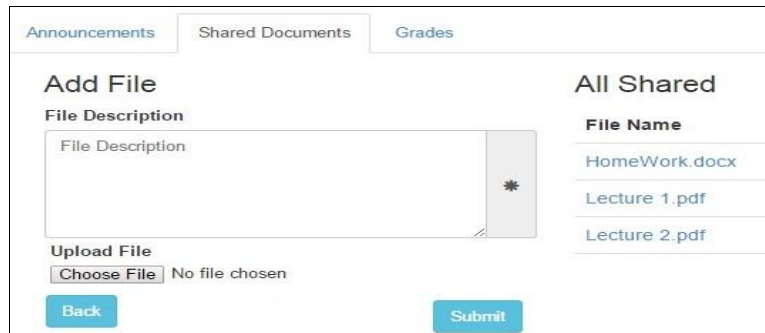 Announcements Shared Documents Grades
Add File
File Description
File Description
*
Upload File
Choose File No file chosen
Back Submit
All Shared
File Name
HomeWork.docx
Lecture 1.pdf
Lecture 2.pdf